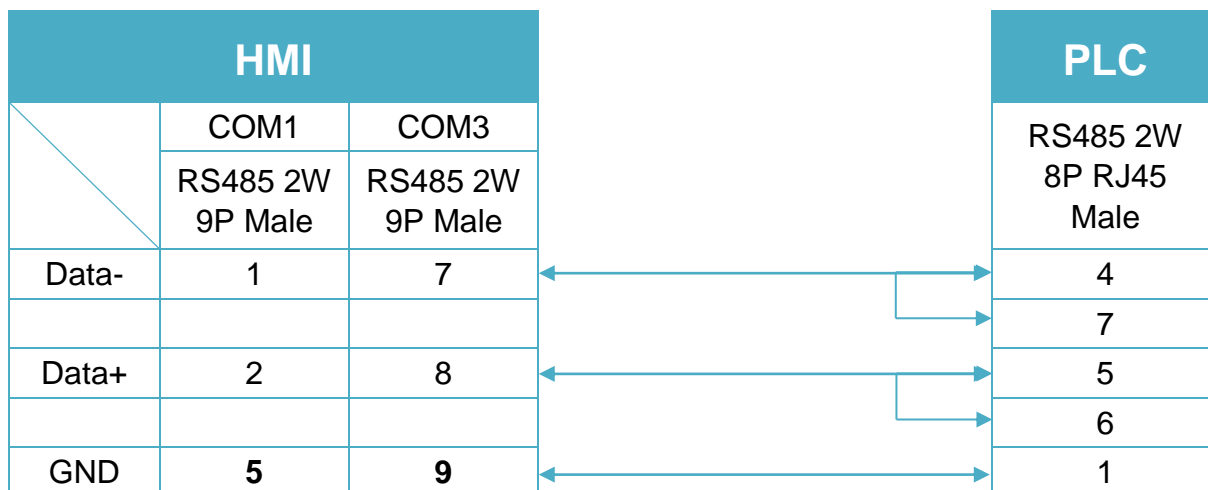 HMI PLC
COM1 COM3 RS485 2W
8P RJ45
Male
RS485 2W RS485 2W
9P Male 9P Male
Data- 1 7 4
7
Data+ 2 8 5
6
GND 5 9 1